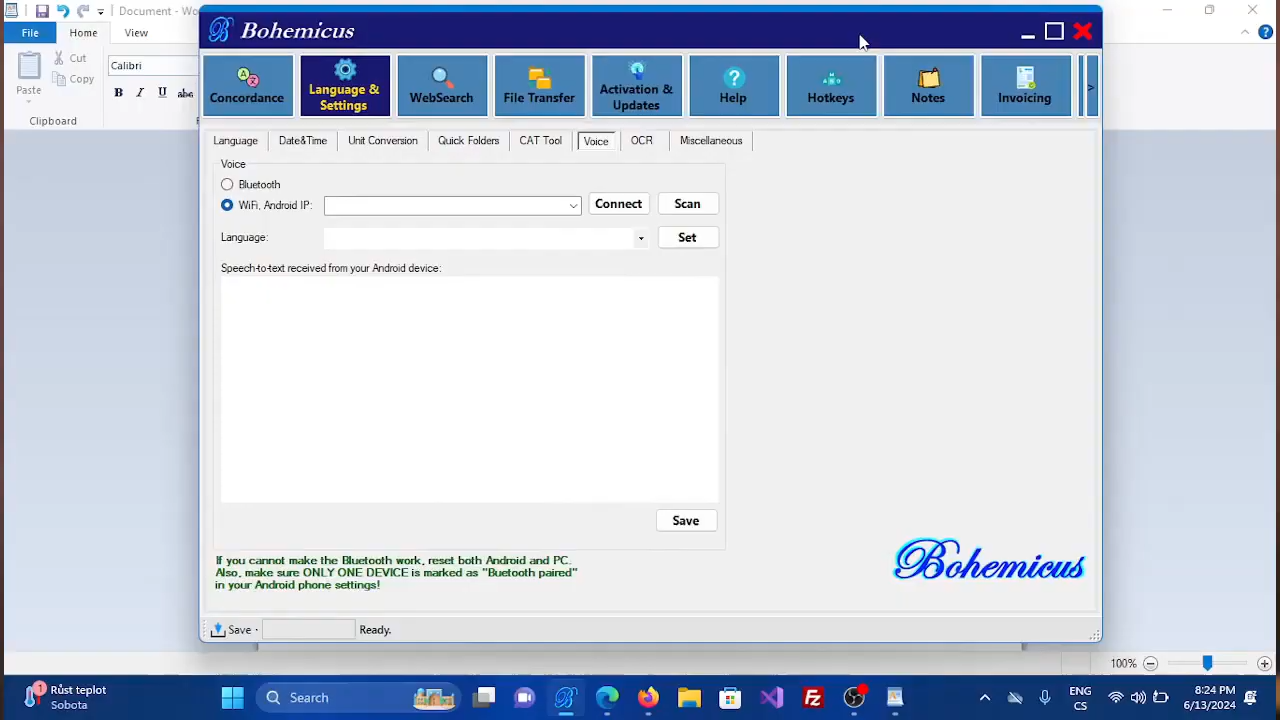 Document - Wo
File
Home
View
Paste
Cut
Copy
Clipboard
Calibri
B I U abc
Bohemicus
Concordance
Language & Settings
WebSearch
File Transfer
Activation & Updates
Help
Hotkeys
Notes
Invoicing
>
Language
Date&Time
Unit Conversion
Quick Folders
CAT Tool
Voice
OCR
Miscellaneous
Voice
Bluetooth
WiFi, Android IP:
Connect
Scan
Language:
Set
Speech-to-text received from your Android device:
Save
If you cannot make the Bluetooth work, reset both Android and PC.
Also, make sure ONLY ONE DEVICE is marked as "Buetooth paired"
in your Android phone settings!
Bohemicus
Save
Ready.
100%
1
Růst teplot
Sobota
Search
ENG
CS
8:24 PM
6/13/2024